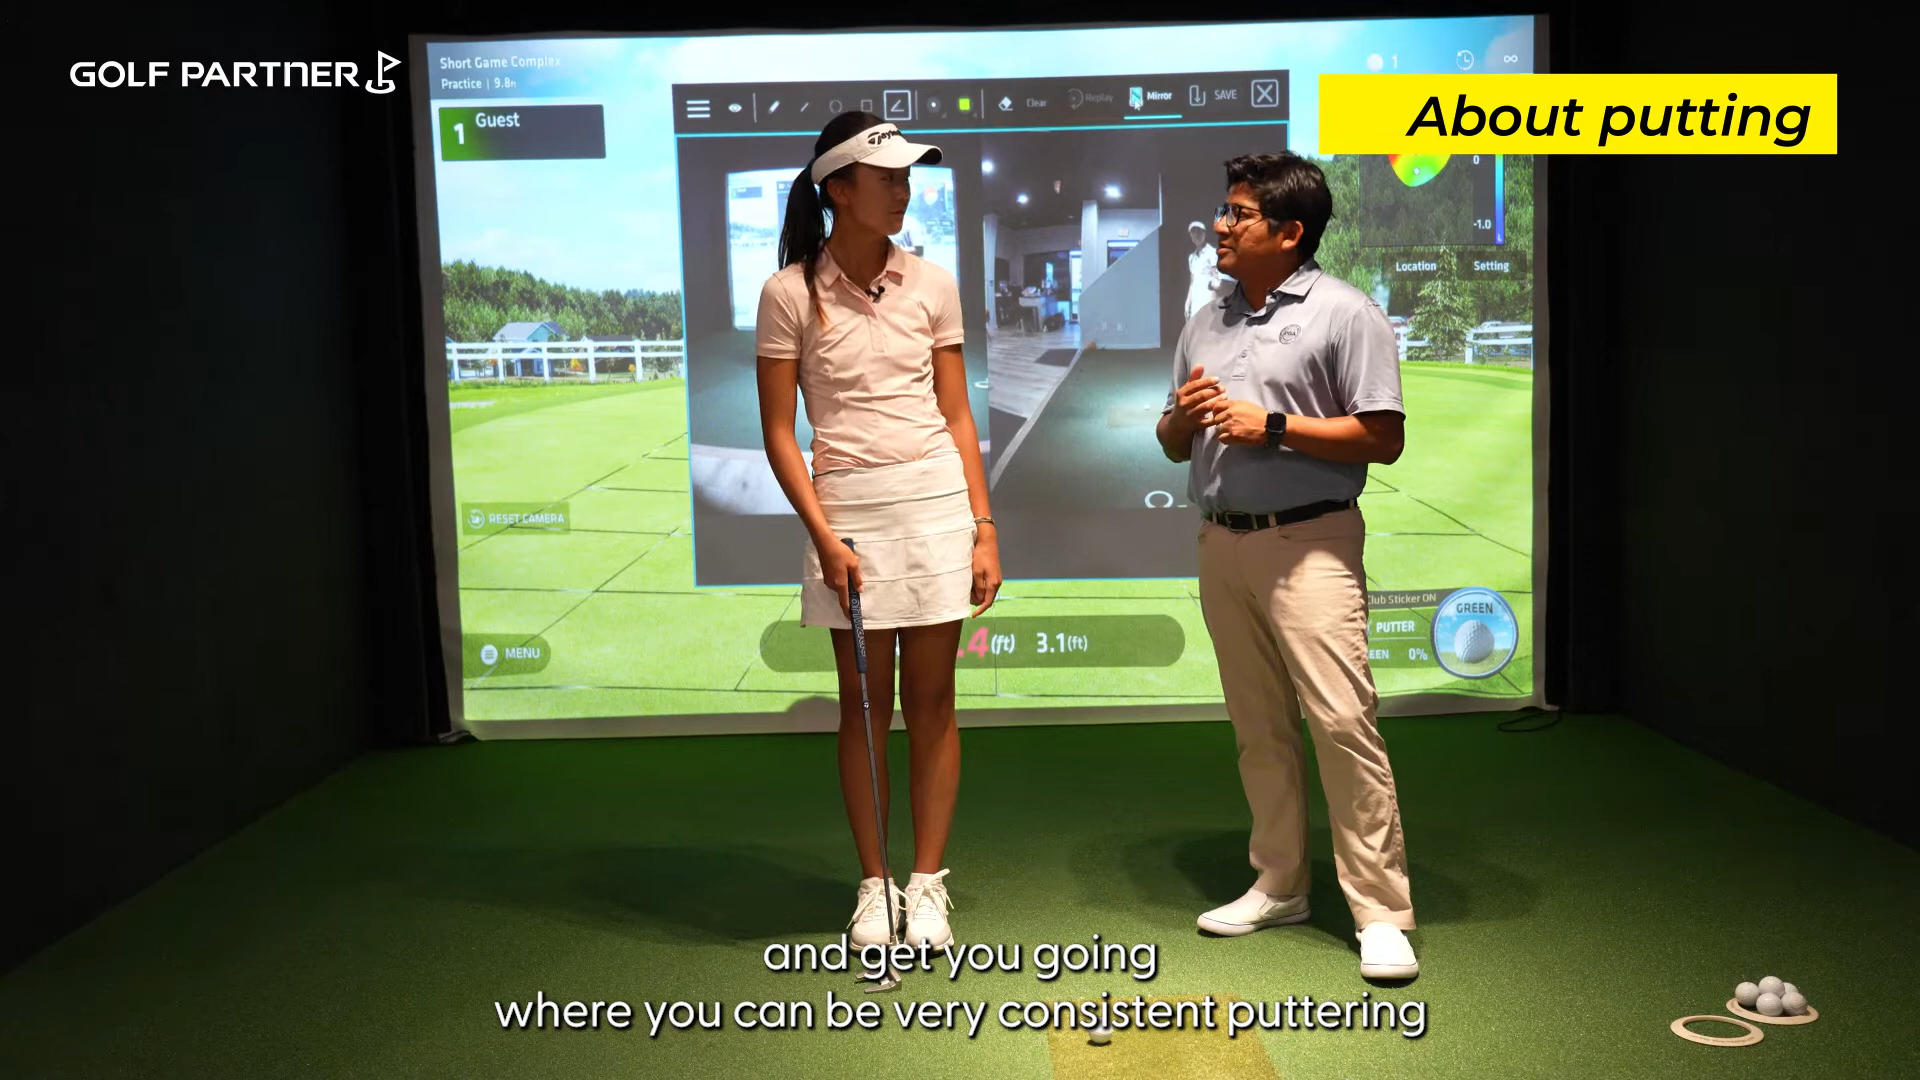 GOLF PARTNER
Short Game Complex
Practice | 9.8ft
1
Guest
Clear
Replay
Mirror
SAVE
1
About putting
0
-1.0
Location
Setting
RESET CAMERA
MENU
.4(ft) 3.1(ft)
Club Sticker ON
PUTTER
0%
GREEN
and get you going
where you can be very consistent puttering